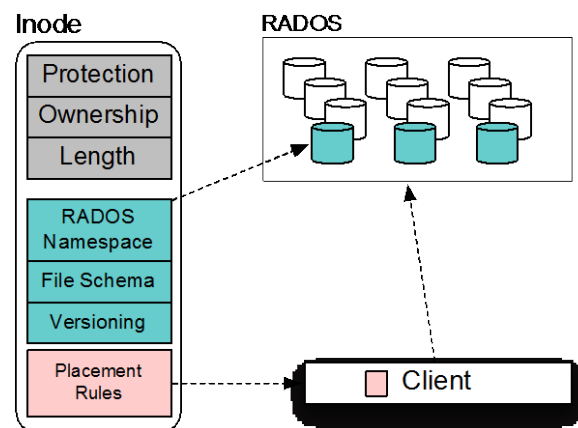 Inode
Protection
Ownership
Length
RADOS
Namespace
File Schema
Versioning
Placement
Rules
RADOS
Client